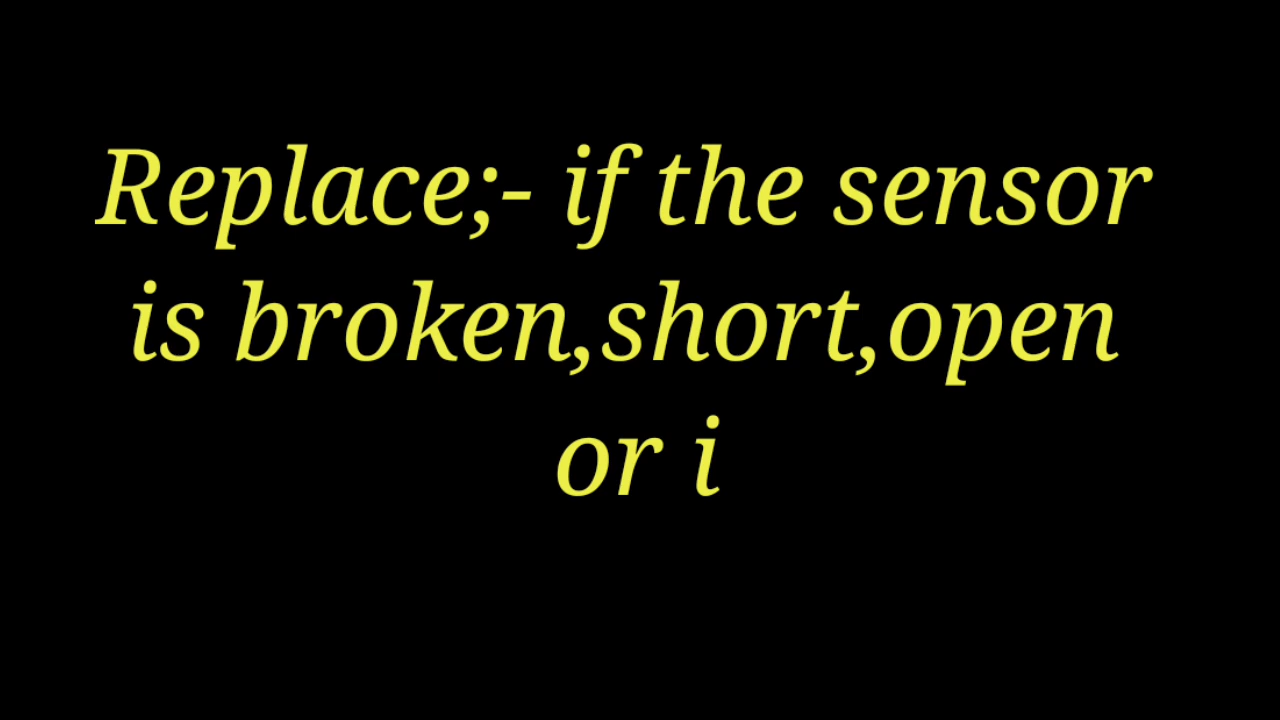 Replace;- if the sensor
is broken,short,open
or i